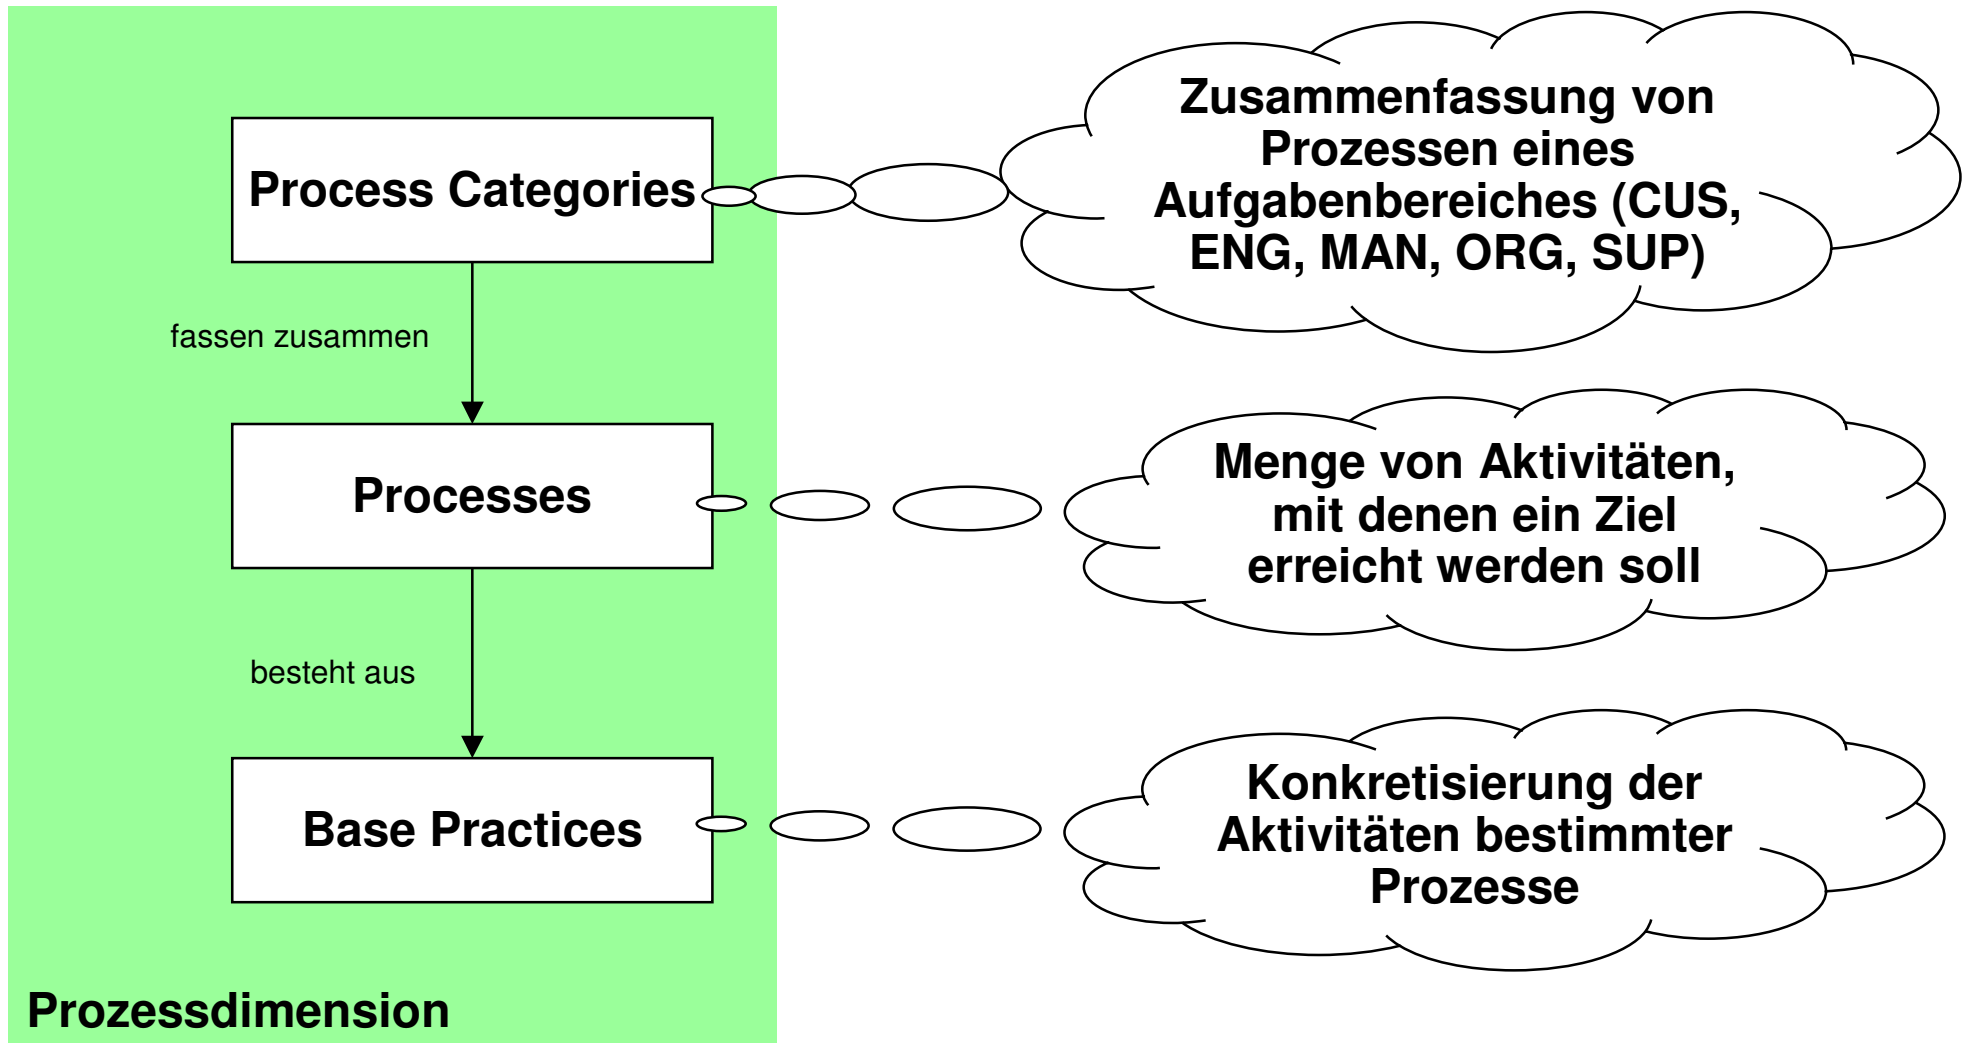 Process Categories
Zusammenfassung von
Prozessen eines
Aufgabenbereiches (CUS,
ENG, MAN, ORG, SUP)
fassen zusammen
Processes
Menge von Aktivitäten,
mit denen ein Ziel
erreicht werden soll
besteht aus
Base Practices
Konkretisierung der
Aktivitäten bestimmter
Prozesse
Prozessdimension